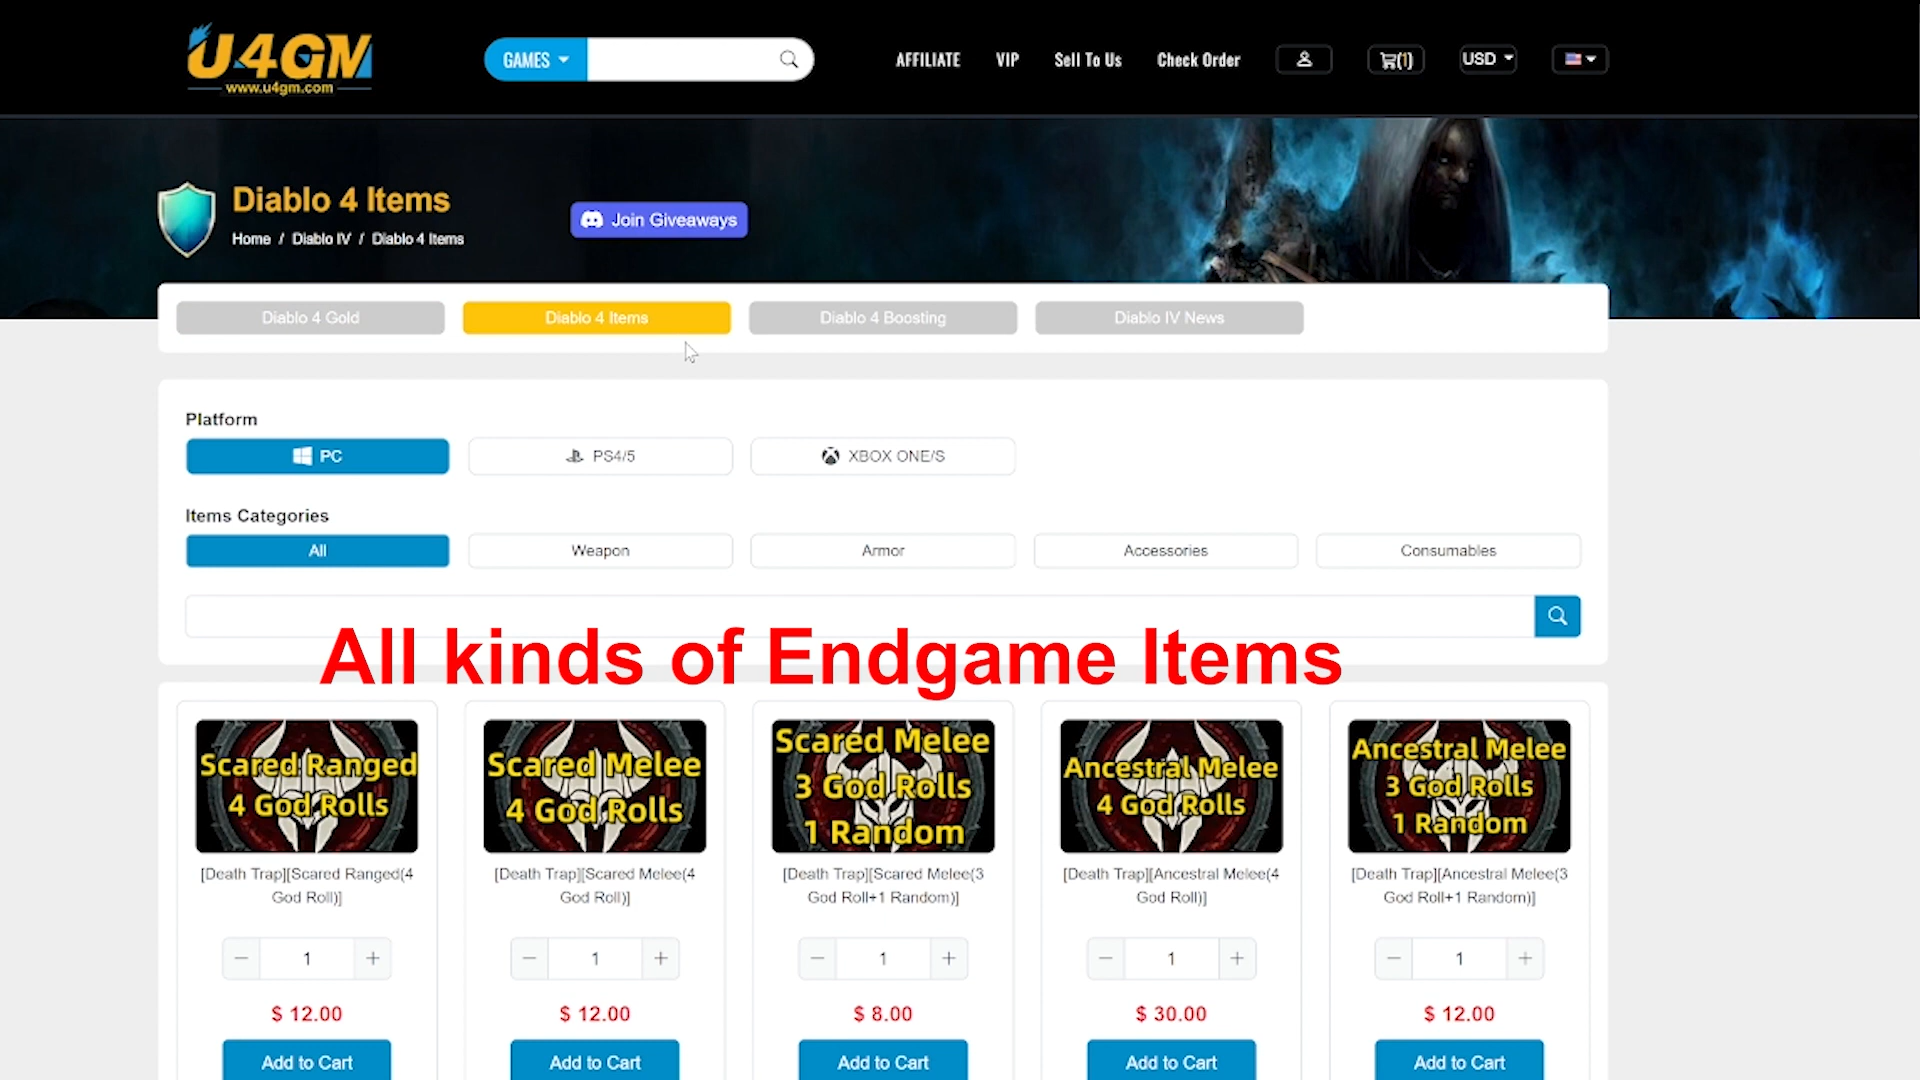 U4GM
www.u4gm.com
GAMES
AFFILIATE
VIP
Sell To Us
Check Order
(1)
USD
Diablo 4 Items
Home / Diablo IV / Diablo 4 Items
Join Giveaways
Diablo 4 Gold
Diablo 4 Items
Diablo 4 Boosting
Diablo IV News
Platform
PC
PS4/5
XBOX ONE/S
Items Categories
All
Weapon
Armor
Accessories
Consumables
All kinds of Endgame Items
Scared Ranged
4 God Rolls
[Death Trap][Scared Ranged(4
God Roll)]
1
$ 12.00
Add to Cart
Scared Melee
4 God Rolls
[Death Trap][Scared Melee(4
God Roll)]
1
$ 12.00
Add to Cart
Scared Melee
3 God Rolls
1 Random
[Death Trap][Scared Melee(3
God Roll+1 Random)]
1
$ 8.00
Add to Cart
Ancestral Melee
4 God Rolls
[Death Trap][Ancestral Melee(4
God Roll)]
1
$ 30.00
Add to Cart
Ancestral Melee
3 God Rolls
1 Random
[Death Trap][Ancestral Melee(3
God Roll+1 Random)]
1
$ 12.00
Add to Cart